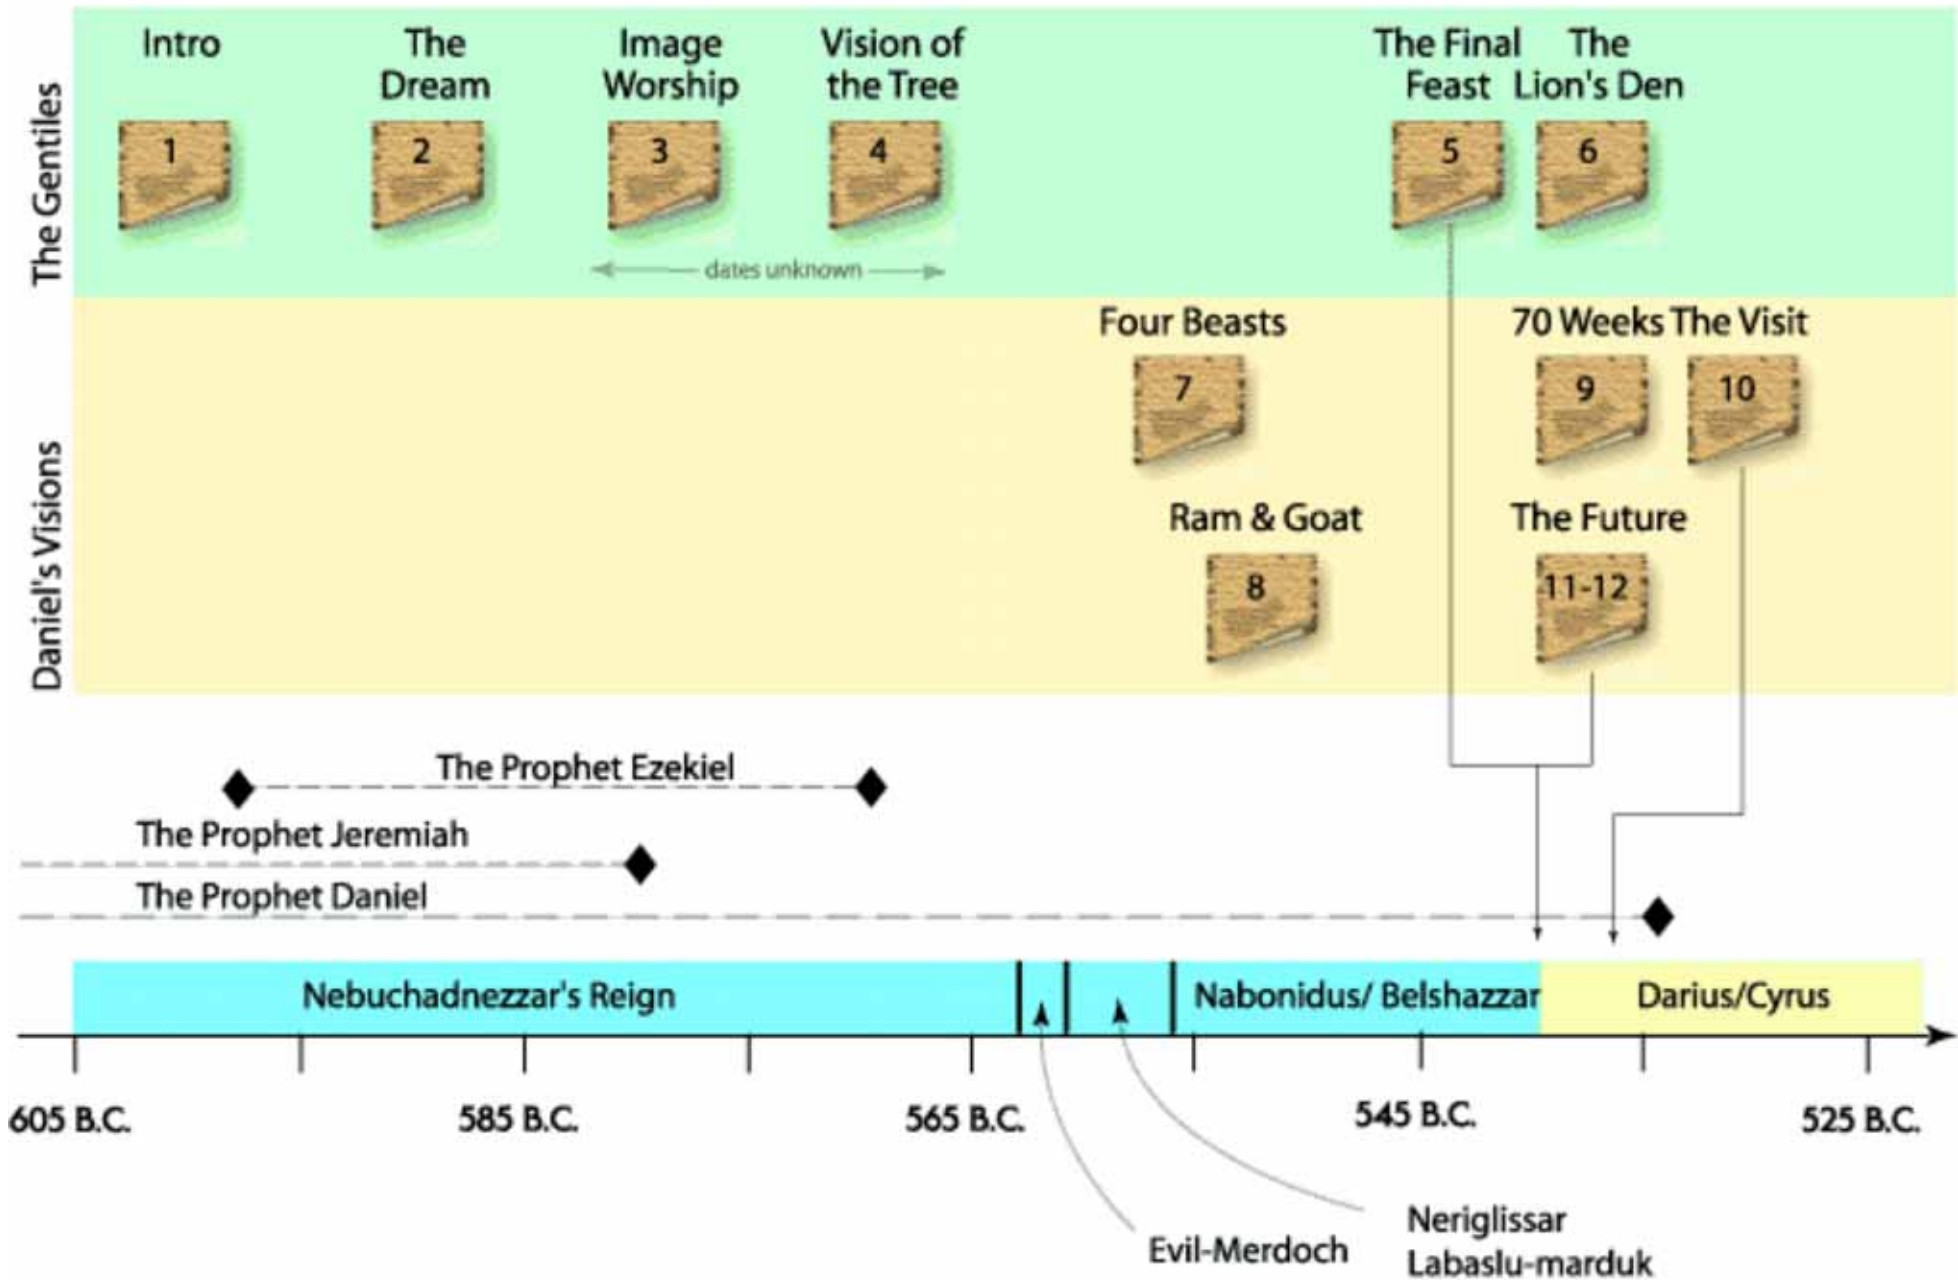 The Gentiles
Intro
The
Dream
Image
Worship
Vision of
the Tree
The Final
Feast
The
Lion's Den
1
2
3
4
5
6
dates unknown
Daniel's Visions
Four Beasts
70 Weeks
The Visit
7
9
10
Ram & Goat
The Future
8
11-12
The Prophet Ezekiel
The Prophet Jeremiah
The Prophet Daniel
Nebuchadnezzar's Reign
Nabonidus/ Belshazzar
Darius/Cyrus
605 B.C.
585 B.C.
565 B.C.
545 B.C.
525 B.C.
Evil-Merdoch
Neriglissar
Labaslu-marduk